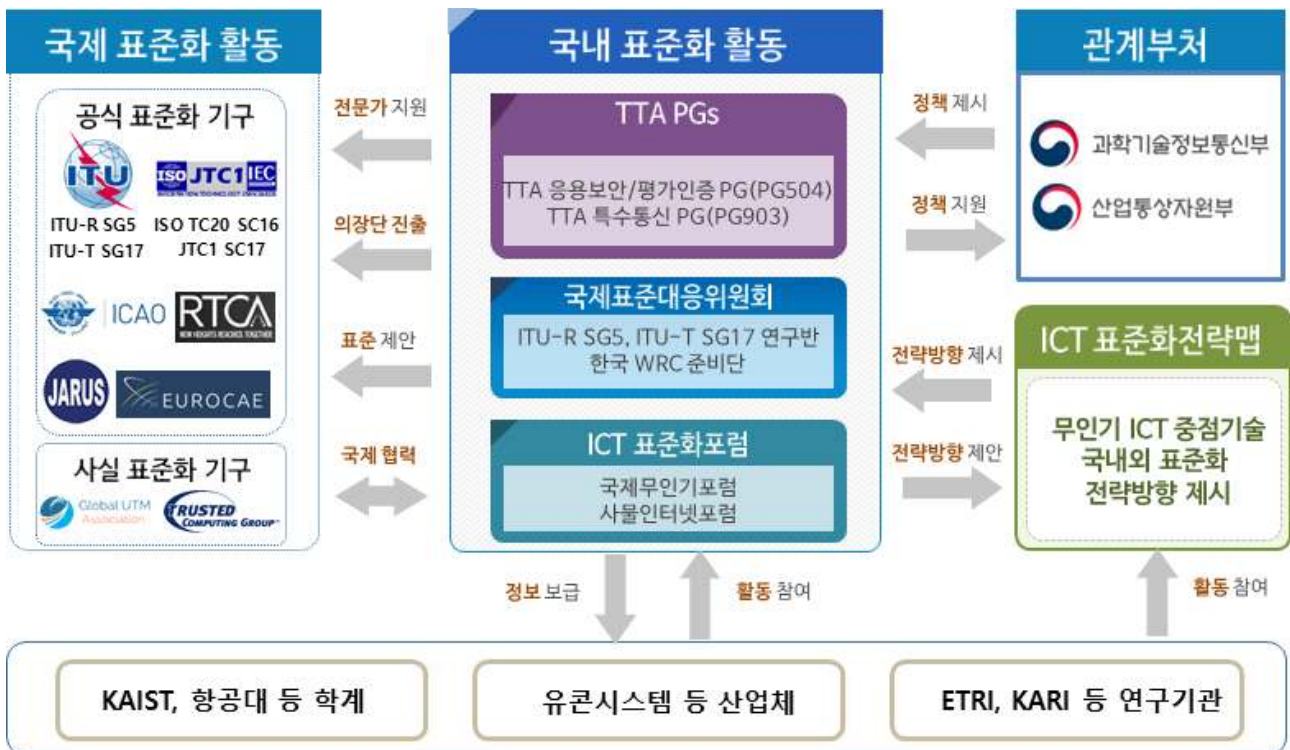 국제 표준화 활동
공식 표준화 기구
ITU
ISO JTC1 IEC
ITU-R SG5 ISO TC20 SC16
ITU-T SG17 JTC1 SC17
ICAO RTCA
JARUS EUROCAE
사실 표준화 기구
Global UTM
Association
TRUSTED
COMPUTING GROUP
전문가 지원
의장단 진출
표준 제안
국제 협력
국내 표준화 활동
TTA PGs
TTA 응용보안/평가인증 PG(PG504)
TTA 특수통신 PG(PG903)
국제표준대응위원회
ITU-R SG5, ITU-T SG17 연구반
한국 WRC 준비단
ICT 표준화포럼
국제무인기포럼
사물인터넷포럼
정책 제시
정책 지원
전략방향 제시
전략방향 제안
관계부처
과학기술정보통신부
산업통상자원부
ICT 표준화전략맵
무인기 ICT 중점기술
국내외 표준화
전략방향 제시
정보 보급
활동 참여
활동 참여
KAIST, 항공대 등 학계
유콘시스템 등 산업체
ETRI, KARI 등 연구기관